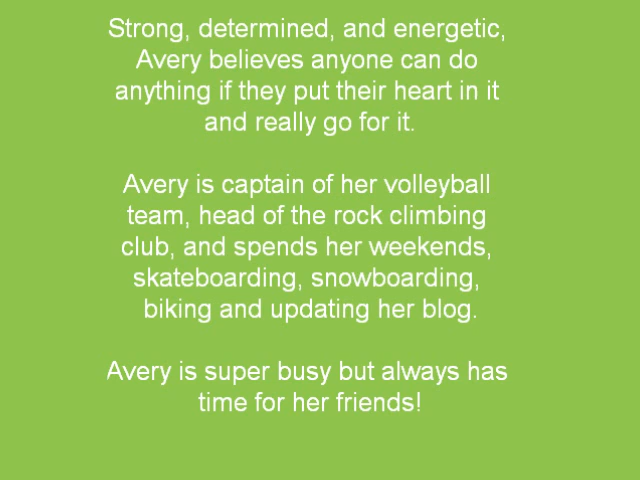 Strong, determined, and energetic,
Avery believes anyone can do
anything if they put their heart in it
and really go for it.
Avery is captain of her volleyball
team, head of the rock climbing
club, and spends her weekends,
skateboarding, snowboarding,
biking and updating her blog.
Avery is super busy but always has
time for her friends!